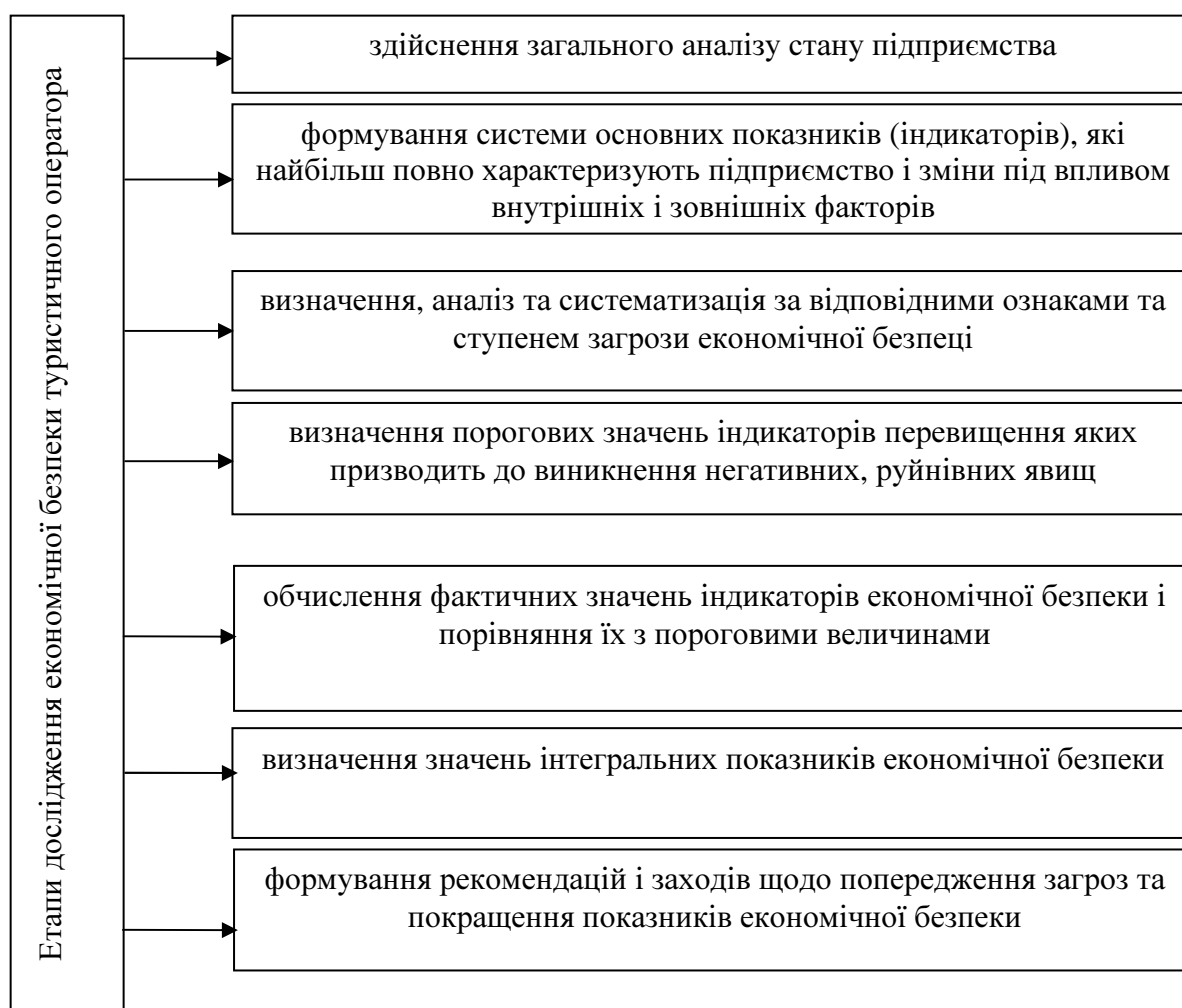 Етапи дослідження економічної безпеки туристичного оператора
здійснення загального аналізу стану підприємства
формування системи основних показників (індикаторів), які
найбільш повно характеризують підприємство і зміни під впливом
внутрішніх і зовнішніх факторів
визначення, аналіз та систематизація за відповідними ознаками та
ступенем загрози економічної безпеці
визначення порогових значень індикаторів перевищення яких
призводить до виникнення негативних, руйнівних явищ
обчислення фактичних значень індикаторів економічної безпеки і
порівняння їх з пороговими величинами
визначення значень інтегральних показників економічної безпеки
формування рекомендацій і заходів щодо попередження загроз та
покращення показників економічної безпеки